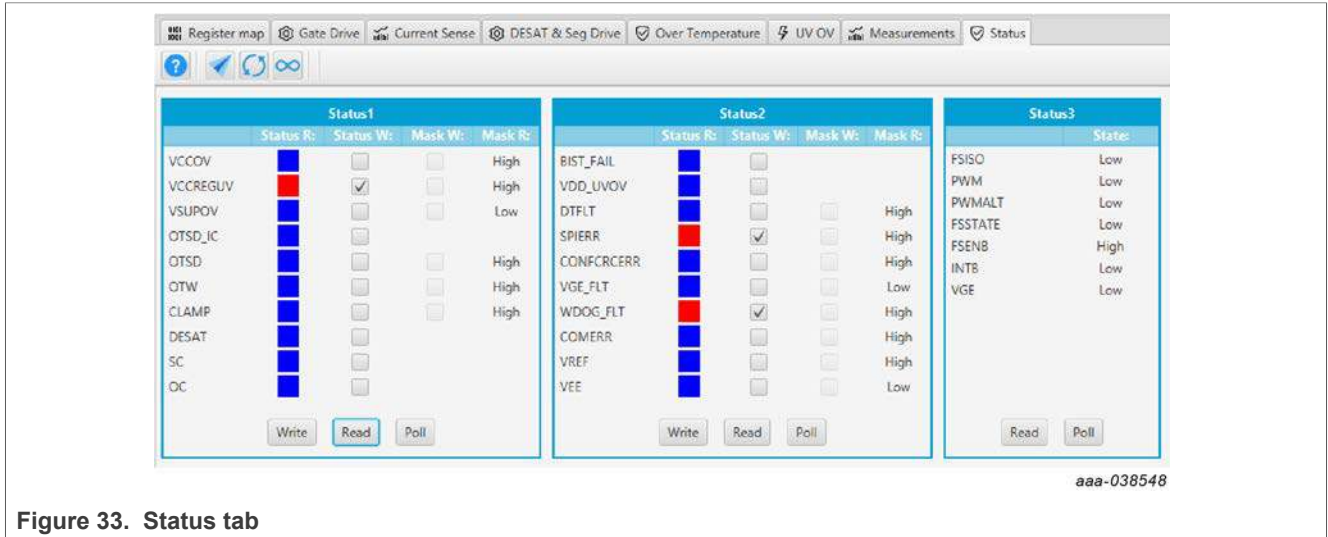 Register map Gate Drive Current Sense DESAT & Seg Drive Over Temperature UV OV Measurements Status
Status1
Status R: Status W: Mask W: Mask R:
VCCOV High
VCCREGUV High
VSUPOV Low
OTSD_IC
OTSD High
OTW High
CLAMP High
DESAT
SC
OC
Write Read Poll
Status2
Status R: Status W: Mask W: Mask R:
BIST_FAIL
VDD_UVOV
DTFLT High
SPIERR High
CONFCRCERR High
VGE_FLT Low
WDOG_FLT High
COMERR High
VREF High
VEE Low
Write Read Poll
Status3
State:
FSISO Low
PWM Low
PWMALT Low
FSSTATE Low
FSENB High
INTB Low
VGE Low
Read Poll
aaa-038548
Figure 33. Status tab